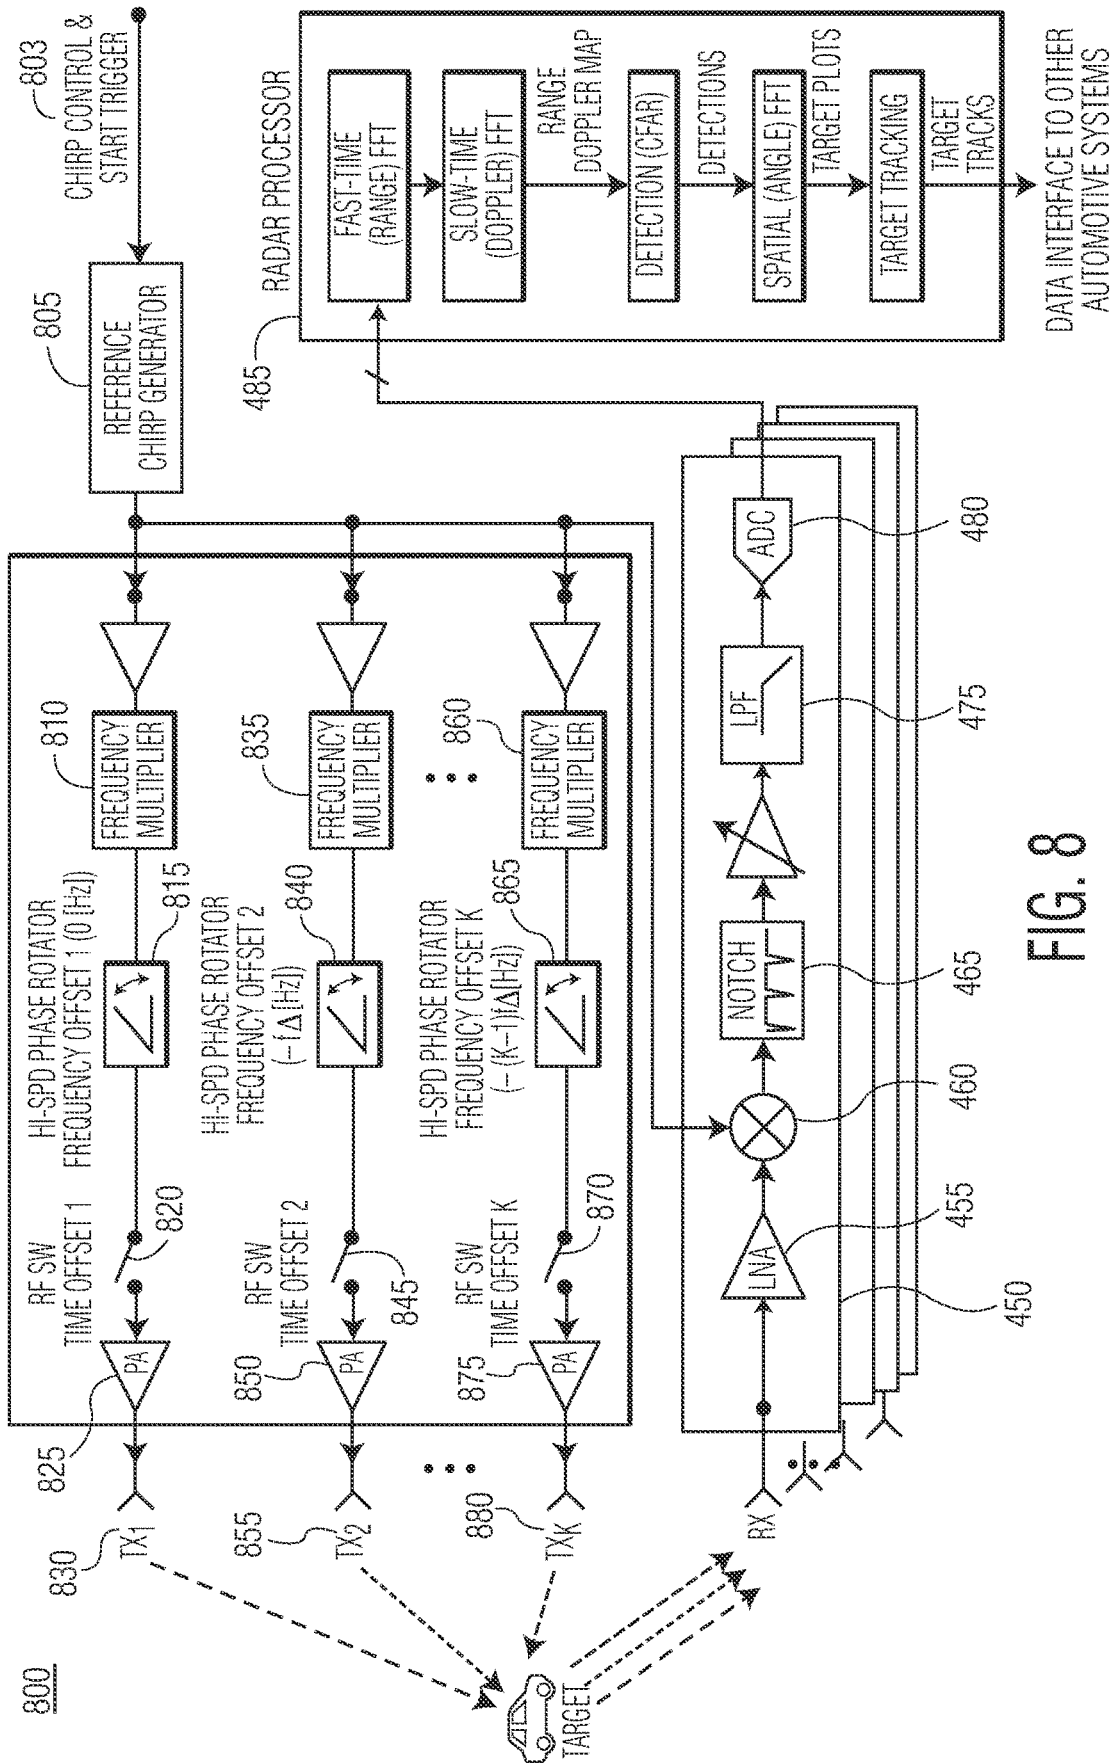 800
803
CHIRP CONTROL &
START TRIGGER
805
REFERENCE
CHIRP GENERATOR
810
FREQUENCY
MULTIPLIER
HI-SPD PHASE ROTATOR
FREQUENCY OFFSET 1 (0 [Hz])
815
RF SW
TIME OFFSET 1
820
PA
825
830
TX1
835
FREQUENCY
MULTIPLIER
HI-SPD PHASE ROTATOR
FREQUENCY OFFSET 2
(–fΔ[Hz])
840
RF SW
TIME OFFSET 2
845
PA
850
855
TX2
860
FREQUENCY
MULTIPLIER
HI-SPD PHASE ROTATOR
FREQUENCY OFFSET K
(–(K–1)fΔ[Hz])
865
RF SW
TIME OFFSET K
870
PA
875
880
TXK
TARGET
RX
450
LNA
455
460
NOTCH
465
LPF
475
ADC
480
485
RADAR PROCESSOR
FAST-TIME
(RANGE) FFT
SLOW-TIME
(DOPPLER) FFT
RANGE
DOPPLER MAP
DETECTION (CFAR)
DETECTIONS
SPATIAL (ANGLE) FFT
TARGET PLOTS
TARGET TRACKING
TARGET
TRACKS
DATA INTERFACE TO OTHER
AUTOMOTIVE SYSTEMS
FIG. 8